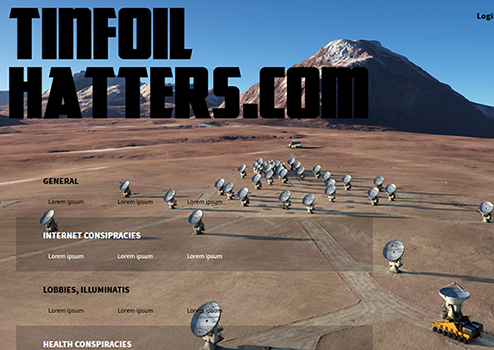 TINFOIL
HATTERS.COM
Logi
GENERAL
Lorem ipsum Lorem ipsum Lorem ipsum
INTERNET CONSIPRACIES
Lorem ipsum Lorem ipsum Lorem ipsum
LOBBIES, ILLUMINATIS
Lorem ipsum Lorem ipsum Lorem ipsum
HEALTH CONSPIRACIES